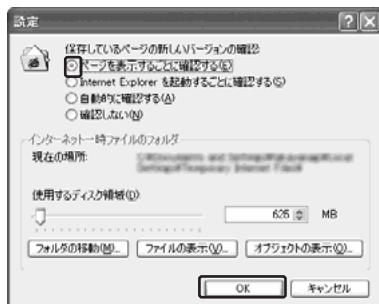 設定
保存しているページの新しいバージョンの確認:
ページを表示するごとに確認する(E)
Internet Explorer を起動するごとに確認する(S)
自動的に確認する(A)
確認しない(N)
インターネット一時ファイルのフォルダ
現在の場所:
使用するディスク領域(D):
626 MB
フォルダの移動(M)... ファイルの表示(V)... オブジェクトの表示(O)...
OK キャンセル